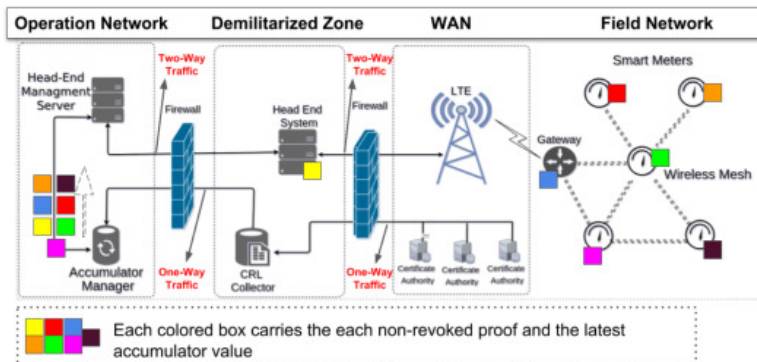 Operation Network
Demilitarized Zone
WAN
Field Network
Two-Way
Traffic
Two-Way
Traffic
Smart Meters
Head-End
Managment
Server
Firewall
Head End
System
Firewall
LTE
Gateway
Wireless Mesh
Accumulator
Manager
One-Way
Traffic
CRL
Collector
One-Way
Traffic
Certificate
Authority
Certificate
Authority
Certificate
Authority
Each colored box carries the each non-revoked proof and the latest
accumulator value